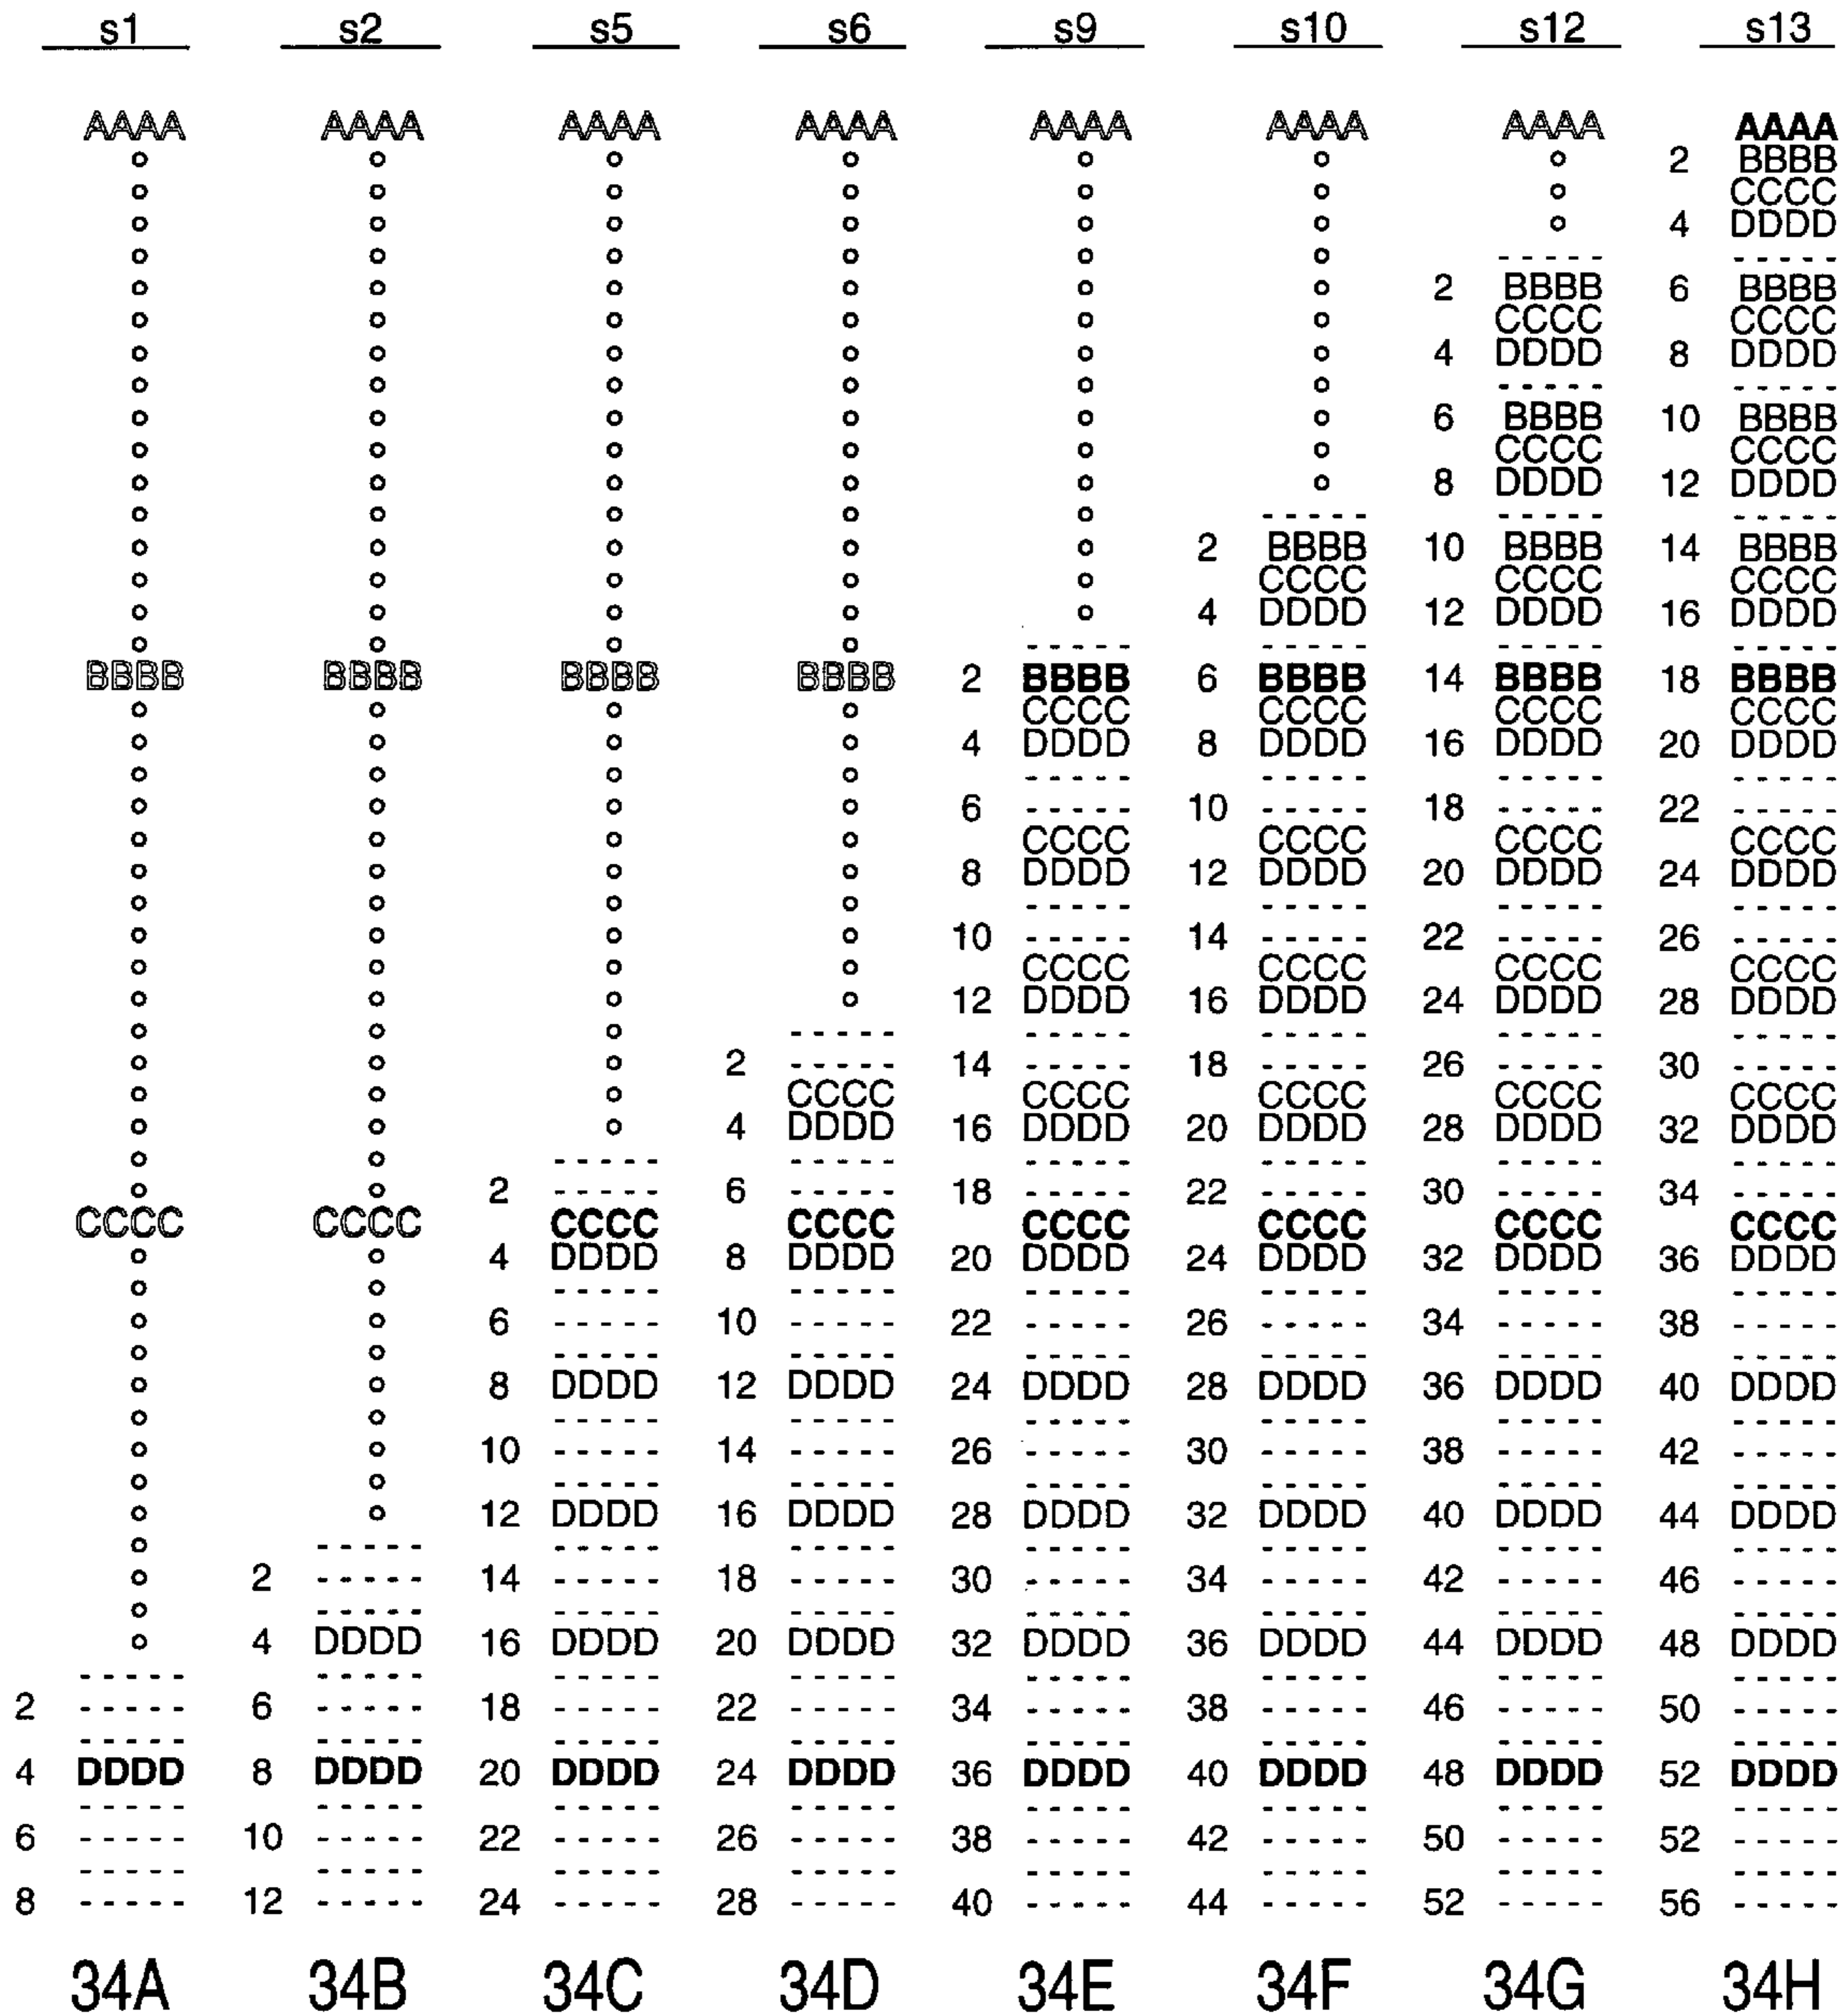 s1 s2 s5 s6 s9 s10 s12 s13
AAAA AAAA AAAA AAAA AAAA AAAA AAAA AAAA
o o o o o o o 2 BBBB
o o o o o o o CCCC
o o o o o o o 4 DDDD
o o o o o o ----- -----
o o o o o o 2 BBBB 6 BBBB
o o o o o o CCCC CCCC
o o o o o o 4 DDDD 8 DDDD
o o o o o o ----- -----
o o o o o o 6 BBBB 10 BBBB
o o o o o o CCCC CCCC
o o o o o o 8 DDDD 12 DDDD
o o o o o ----- ----- -----
o o o o o 2 BBBB 10 BBBB 14 BBBB
o o o o o CCCC CCCC CCCC
o o o o o 4 DDDD 12 DDDD 16 DDDD
o o o o ----- ----- ----- -----
BBBB BBBB BBBB BBBB 2 BBBB 6 BBBB 14 BBBB 18 BBBB
o o o o CCCC CCCC CCCC CCCC
o o o o 4 DDDD 8 DDDD 16 DDDD 20 DDDD
o o o o ----- ----- ----- -----
o o o o 6 ----- 10 ----- 18 ----- 22 -----
o o o o CCCC CCCC CCCC CCCC
o o o o 8 DDDD 12 DDDD 20 DDDD 24 DDDD
o o o o ----- ----- ----- -----
o o o o 10 ----- 14 ----- 22 ----- 26 -----
o o o o CCCC CCCC CCCC CCCC
o o o o 12 DDDD 16 DDDD 24 DDDD 28 DDDD
o o o ----- ----- ----- ----- -----
o o o 2 ----- 14 ----- 18 ----- 26 ----- 30 -----
o o o CCCC CCCC CCCC CCCC CCCC
o o o 4 DDDD 16 DDDD 20 DDDD 28 DDDD 32 DDDD
o o ----- ----- ----- ----- ----- -----
o o 2 ----- 6 ----- 18 ----- 22 ----- 30 ----- 34 -----
CCCC CCCC CCCC CCCC CCCC CCCC CCCC CCCC
o o 4 DDDD 8 DDDD 20 DDDD 24 DDDD 32 DDDD 36 DDDD
o o ----- ----- ----- ----- ----- -----
o o 6 ----- 10 ----- 22 ----- 26 ----- 34 ----- 38 -----
o o ----- ----- ----- ----- ----- -----
o o 8 DDDD 12 DDDD 24 DDDD 28 DDDD 36 DDDD 40 DDDD
o o ----- ----- ----- ----- ----- -----
o o 10 ----- 14 ----- 26 ----- 30 ----- 38 ----- 42 -----
o o ----- ----- ----- ----- ----- -----
o o 12 DDDD 16 DDDD 28 DDDD 32 DDDD 40 DDDD 44 DDDD
o ----- ----- ----- ----- ----- ----- -----
o 2 ----- 14 ----- 18 ----- 30 ----- 34 ----- 42 ----- 46 -----
o ----- ----- ----- ----- ----- ----- -----
o 4 DDDD 16 DDDD 20 DDDD 32 DDDD 36 DDDD 44 DDDD 48 DDDD
----- ----- ----- ----- ----- ----- ----- -----
2 ----- 6 ----- 18 ----- 22 ----- 34 ----- 38 ----- 46 ----- 50 -----
----- ----- ----- ----- ----- ----- ----- -----
4 DDDD 8 DDDD 20 DDDD 24 DDDD 36 DDDD 40 DDDD 48 DDDD 52 DDDD
----- ----- ----- ----- ----- ----- ----- -----
6 ----- 10 ----- 22 ----- 26 ----- 38 ----- 42 ----- 50 ----- 52 -----
----- ----- ----- ----- ----- ----- ----- -----
8 ----- 12 ----- 24 ----- 28 ----- 40 ----- 44 ----- 52 ----- 56 -----
34A 34B 34C 34D 34E 34F 34G 34H